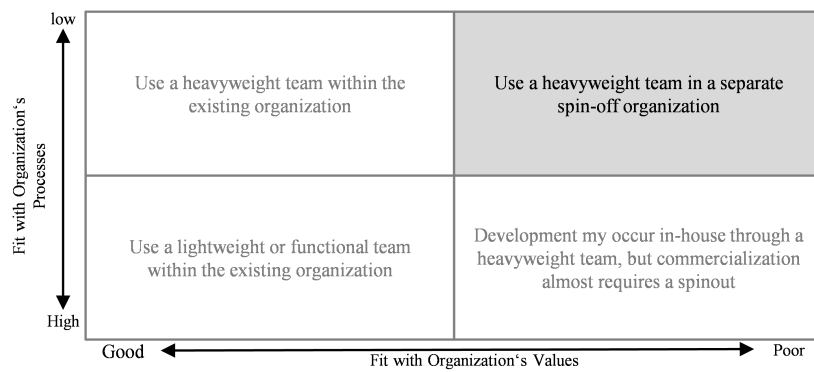 low
Use a heavyweight team within the
existing organization
Use a heavyweight team in a separate
spin-off organization
Fit with Organization‘s
Processes
Use a lightweight or functional team
within the existing organization
Development my occur in-house through a
heavyweight team, but commercialization
almost requires a spinout
High
Good
Fit with Organization‘s Values
Poor